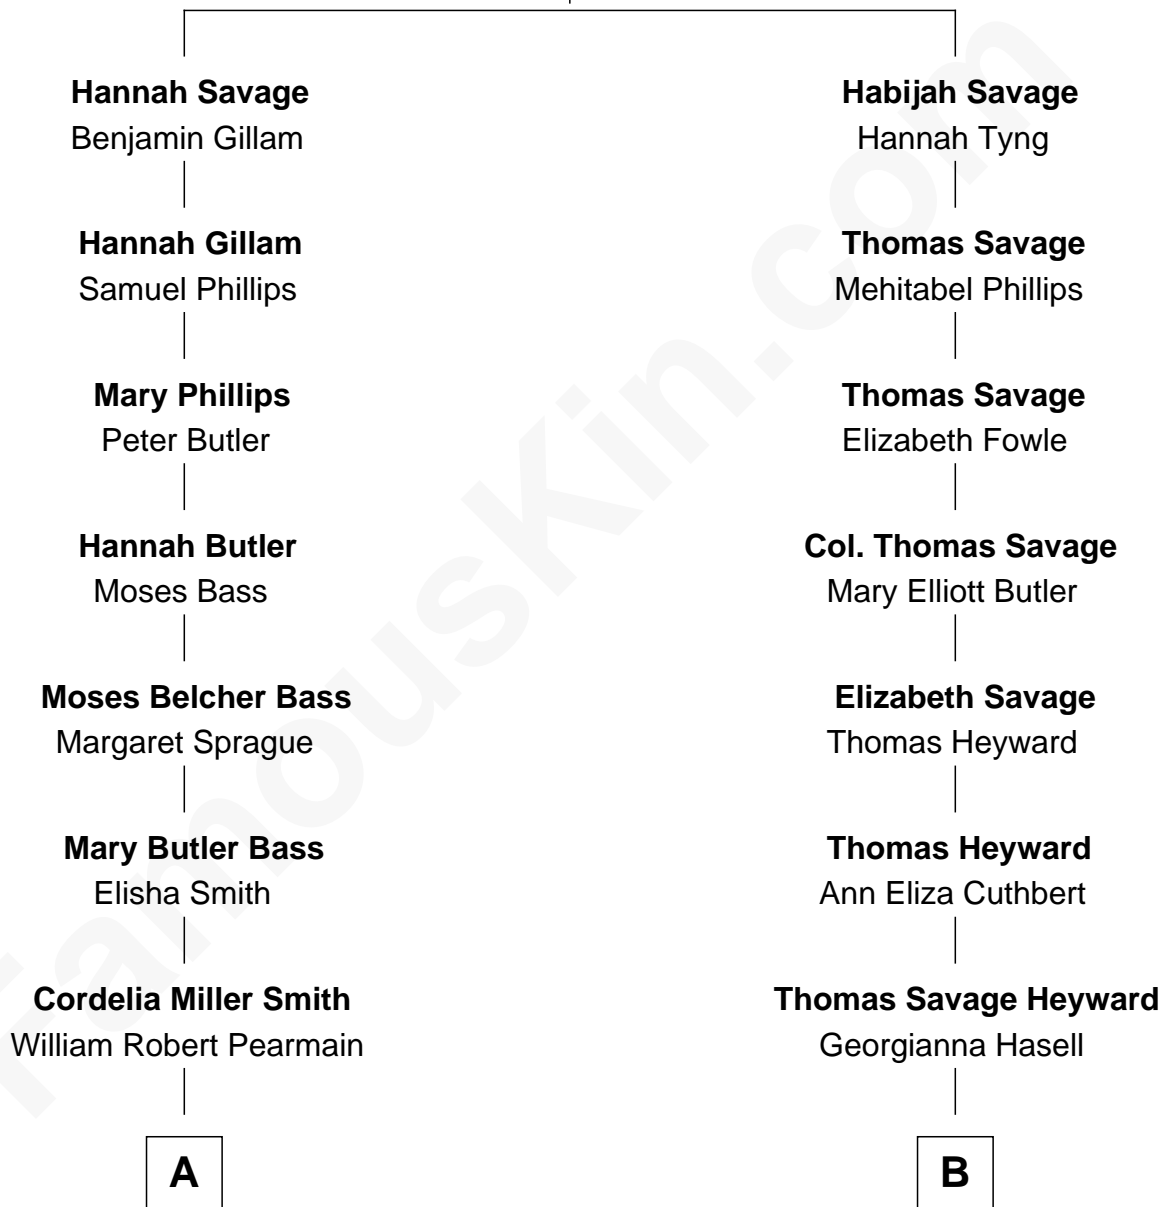 Hannah Savage
Benjamin Gillam
Hannah Gillam
Samuel Phillips
Mary Phillips
Peter Butler
Hannah Butler
Moses Bass
Moses Belcher Bass
Margaret Sprague
Mary Butler Bass
Elisha Smith
Cordelia Miller Smith
William Robert Pearmain
A
Habijah Savage
Hannah Tyng
Thomas Savage
Mehitabel Phillips
Thomas Savage
Elizabeth Fowle
Col. Thomas Savage
Mary Elliott Butler
Elizabeth Savage
Thomas Heyward
Thomas Heyward
Ann Eliza Cuthbert
Thomas Savage Heyward
Georgianna Hasell
B
FamousKin.com